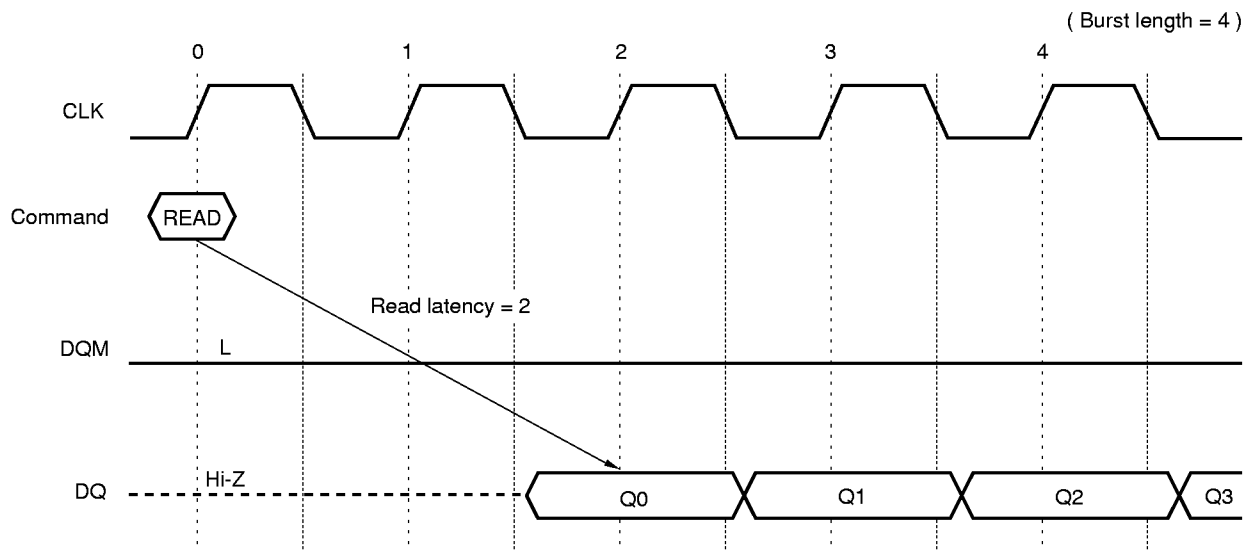 ( Burst length = 4 )
0 1 2 3 4
CLK
Command READ
Read latency = 2
DQM L
Hi-Z
DQ Q0 Q1 Q2 Q3